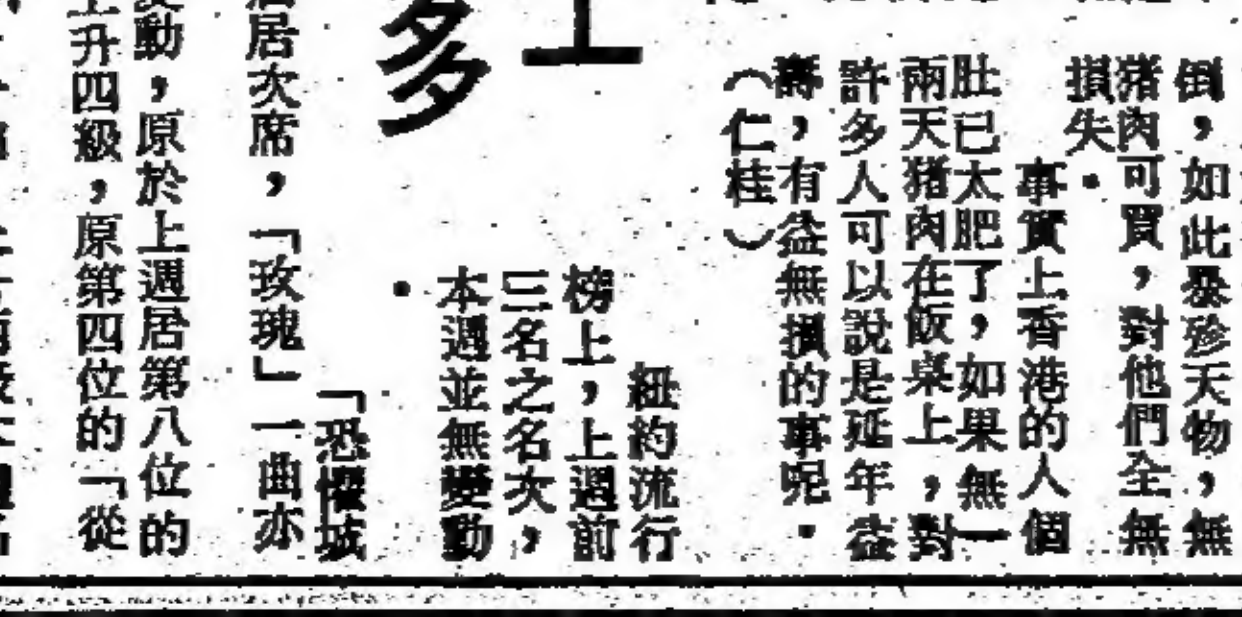 倒，如此暴殄天物，無
猪肉可買，對他們全無
損失．
事實上香港的人個
肚已太肥了，如果無一
兩天猪肉在飯桌上，對
許多人可以說是延年益
壽，有益無損的事呢．
（仁桂）
上
多
紐約流行
榜上，上週前
三名之名次，
本週並無變動
．
「恐懼城
居次席，「玫瑰」一曲亦
變動，原於上週居第八位的
上升四級，原第四位的「從